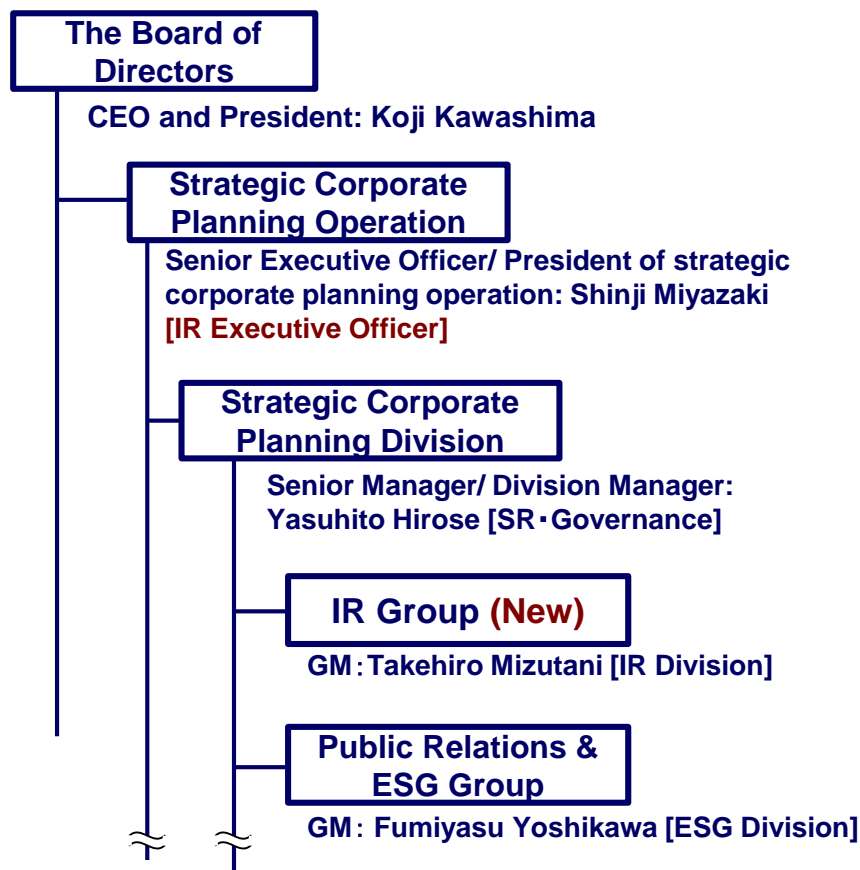 The Board of
Directors
CEO and President: Koji Kawashima
Strategic Corporate
Planning Operation
Senior Executive Officer/ President of strategic
corporate planning operation: Shinji Miyazaki
[IR Executive Officer]
Strategic Corporate
Planning Division
Senior Manager/ Division Manager:
Yasuhito Hirose [SR・Governance]
IR Group (New)
GM：Takehiro Mizutani [IR Division]
Public Relations &
ESG Group
GM： Fumiyasu Yoshikawa [ESG Division]